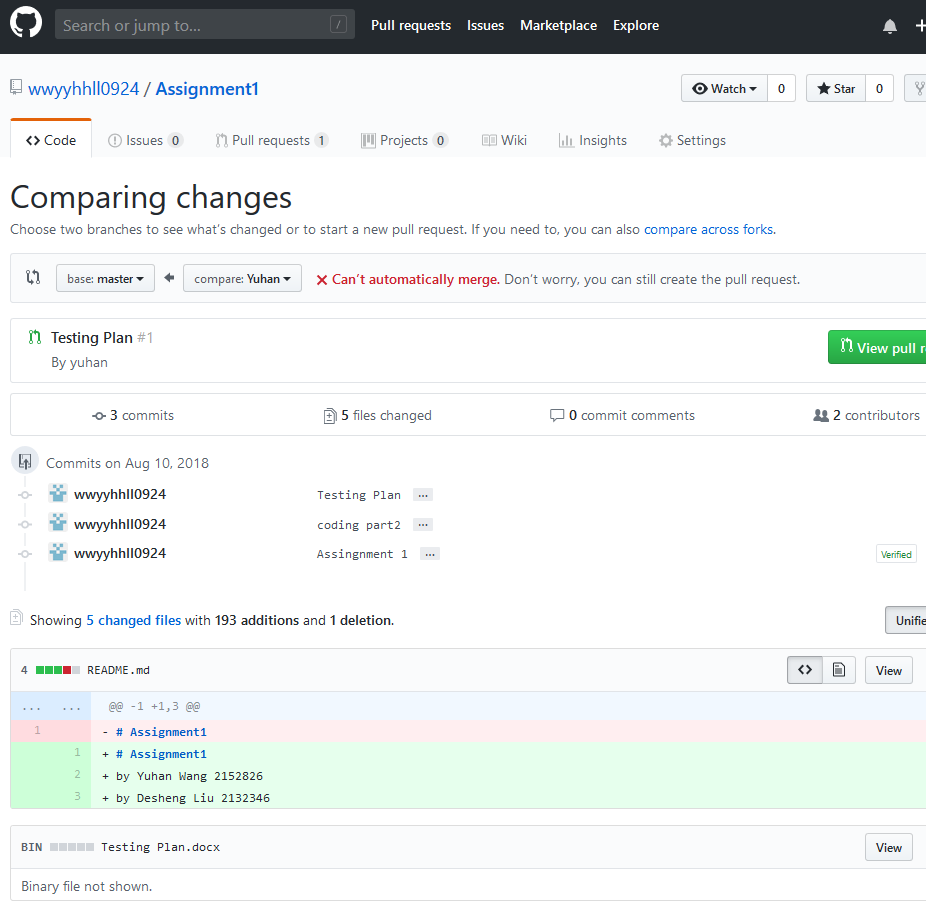 Search or jump to... /
Pull requests Issues Marketplace Explore
wwyyhhll0924 / Assignment1
Watch 0 Star 0
Code Issues 0 Pull requests 1 Projects 0 Wiki Insights Settings
Comparing changes
Choose two branches to see what's changed or to start a new pull request. If you need to, you can also compare across forks.
base: master compare: Yuhan Can't automatically merge. Don't worry, you can still create the pull request.
Testing Plan #1
By yuhan
View pull r
3 commits 5 files changed 0 commit comments 2 contributors
Commits on Aug 10, 2018
wwyyhhll0924 Testing Plan ...
wwyyhhll0924 coding part2 ...
wwyyhhll0924 Assingnment 1 ... Verified
Showing 5 changed files with 193 additions and 1 deletion.
Unifie
4 README.md View
... ... @@ -1 +1,3 @@
1 - # Assignment1
1 + # Assignment1
2 + by Yuhan Wang 2152826
3 + by Desheng Liu 2132346
BIN Testing Plan.docx View
Binary file not shown.